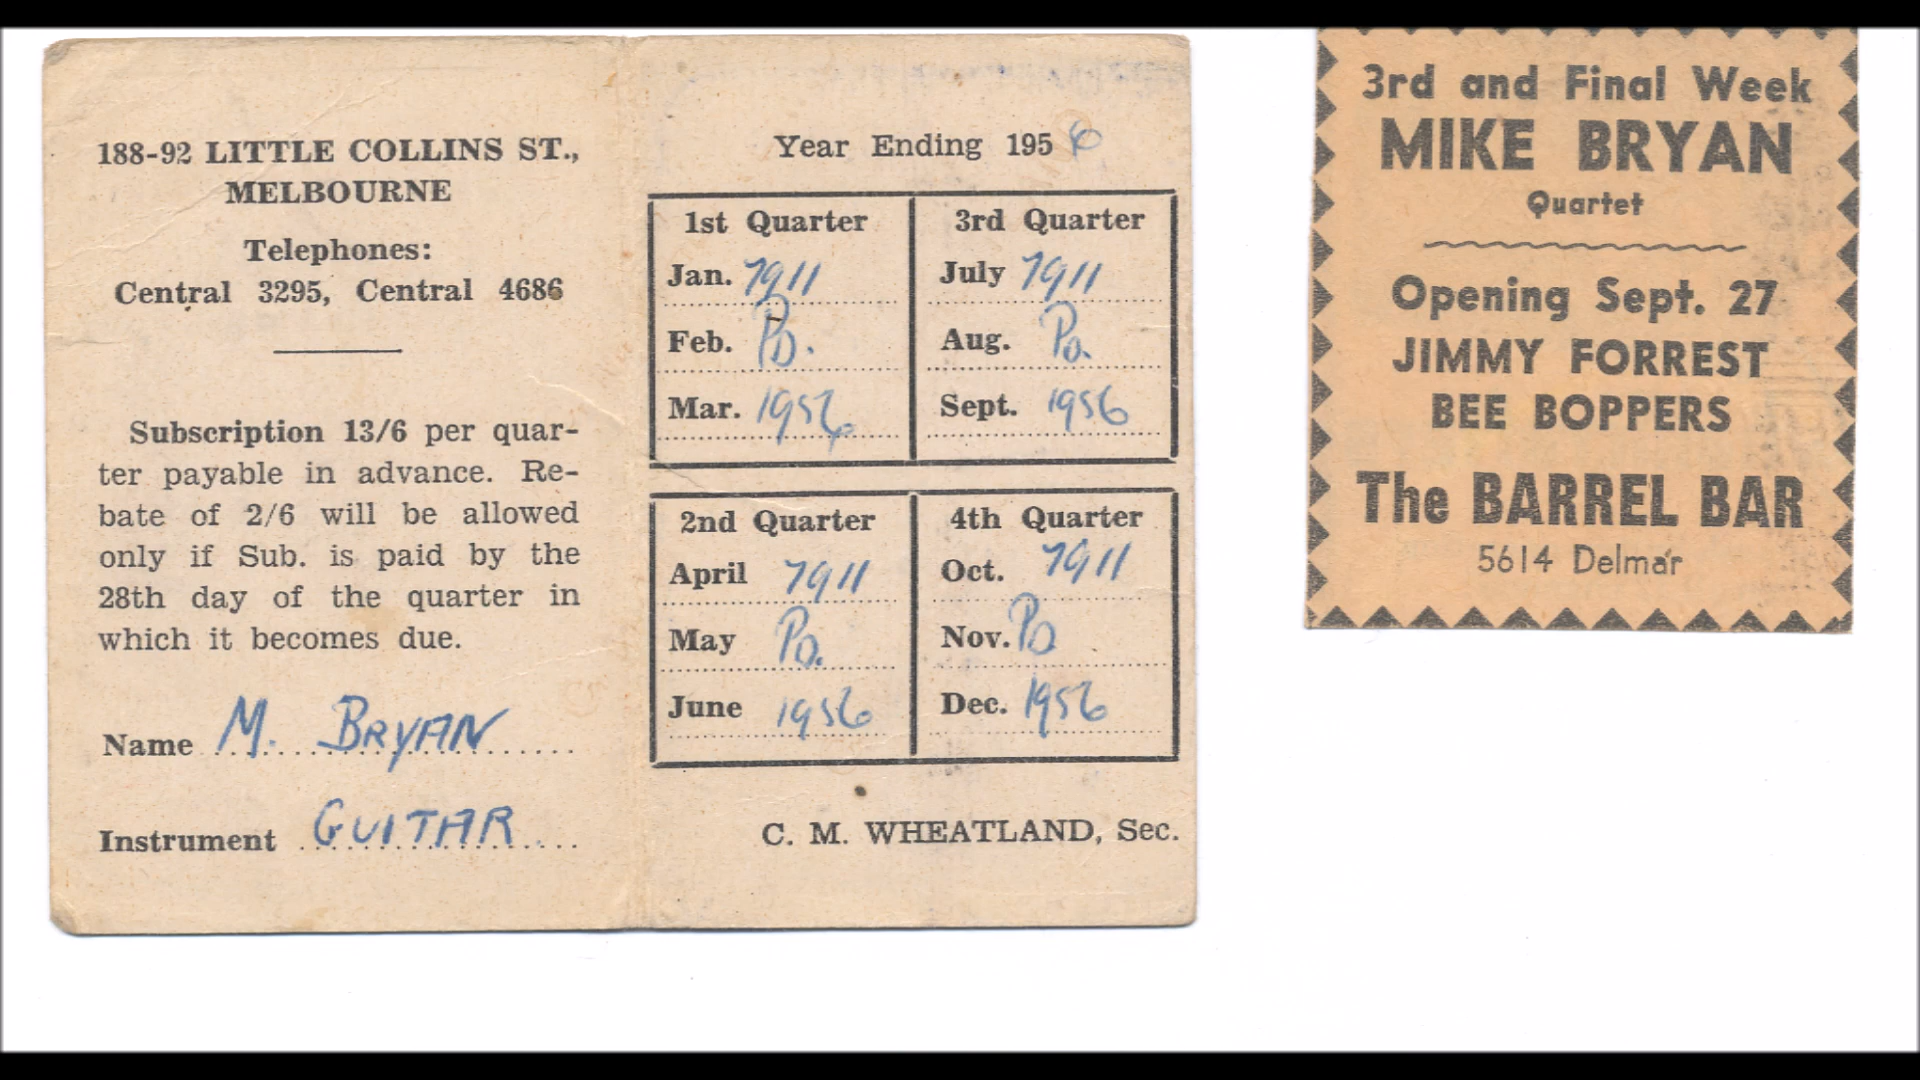 188-92 LITTLE COLLINS ST.,
MELBOURNE
Telephones:
Central 3295, Central 4686
Subscription 13/6 per quar-
ter payable in advance. Re-
bate of 2/6 will be allowed
only if Sub. is paid by the
28th day of the quarter in
which it becomes due.
Name M. BRYAN
Instrument GUITAR
Year Ending 1956
1st Quarter
Jan. 7911
Feb. PD.
Mar. 1956
3rd Quarter
July 7911
Aug. PD.
Sept. 1956
2nd Quarter
April 7911
May PD.
June 1956
4th Quarter
Oct. 7911
Nov. PD
Dec. 1956
C. M. WHEATLAND, Sec.
3rd and Final Week
MIKE BRYAN
Quartet
Opening Sept. 27
JIMMY FORREST
BEE BOPPERS
The BARREL BAR
5614 Delmar